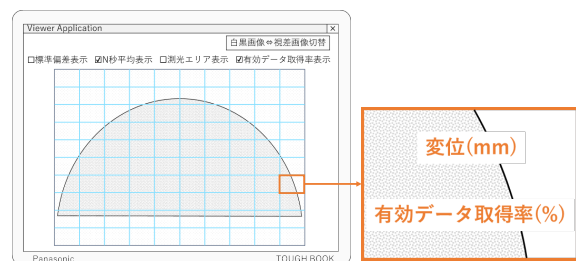 Viewer Application
×
白黒画像⇔視差画像切替
□標準偏差表示 ☑N秒平均表示 □測光エリア表示 ☑有効データ取得率表示
変位(mm)
有効データ取得率(%)
Panasonic
TOUGH BOOK